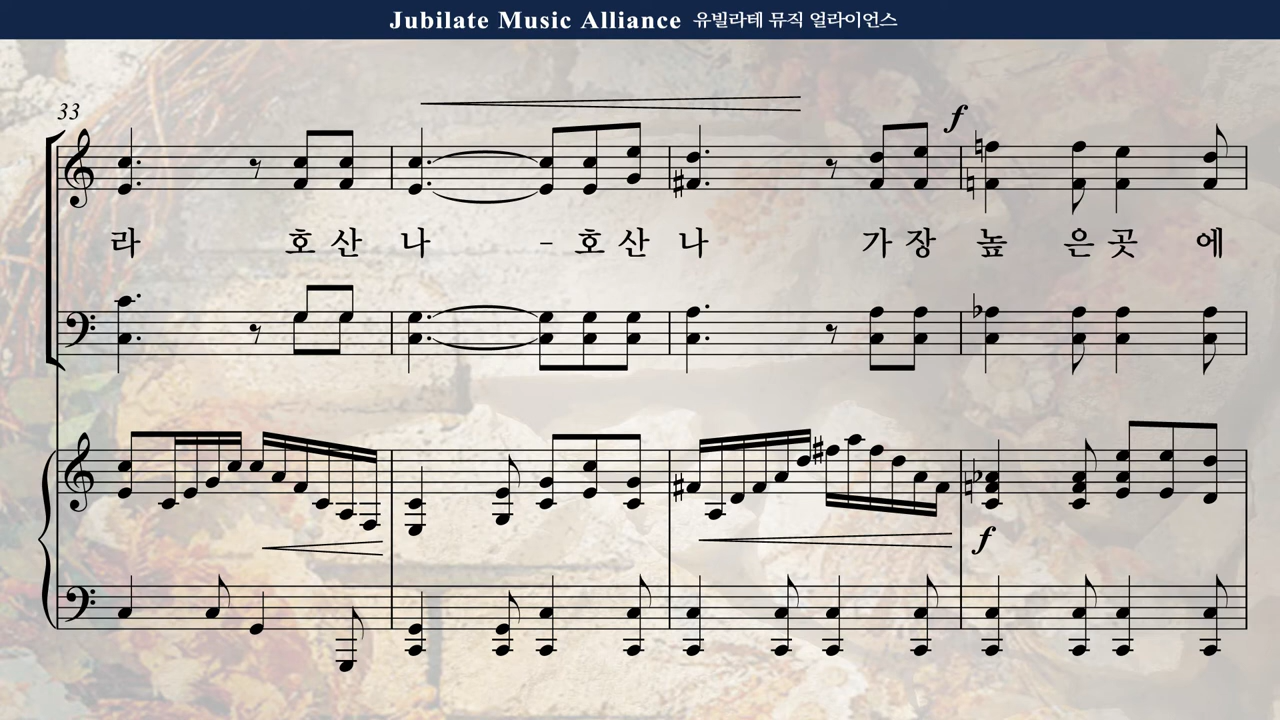 Jubilate Music Alliance 유빌라테 뮤직 얼라이언스
33
f
라 호산 나 - 호산 나 가장 높 은곳 에
f